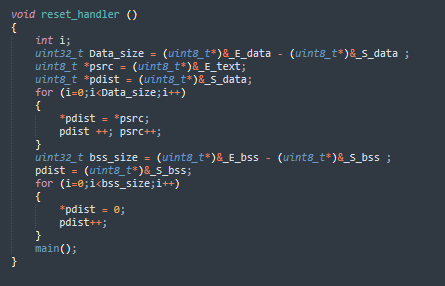 void reset_handler ()
{
int i;
uint32_t Data_size = (uint8_t*)&_E_data - (uint8_t*)&_S_data ;
uint8_t *psrc = (uint8_t*)&_E_text;
uint8_t *pdist = (uint8_t*)&_S_data;
for (i=0;i<Data_size;i++)
{
*pdist = *psrc;
pdist ++; psrc++;
}
uint32_t bss_size = (uint8_t*)&_E_bss - (uint8_t*)&_S_bss ;
pdist = (uint8_t*)&_S_bss;
for (i=0;i<bss_size;i++)
{
*pdist = 0;
pdist++;
}
main();
}